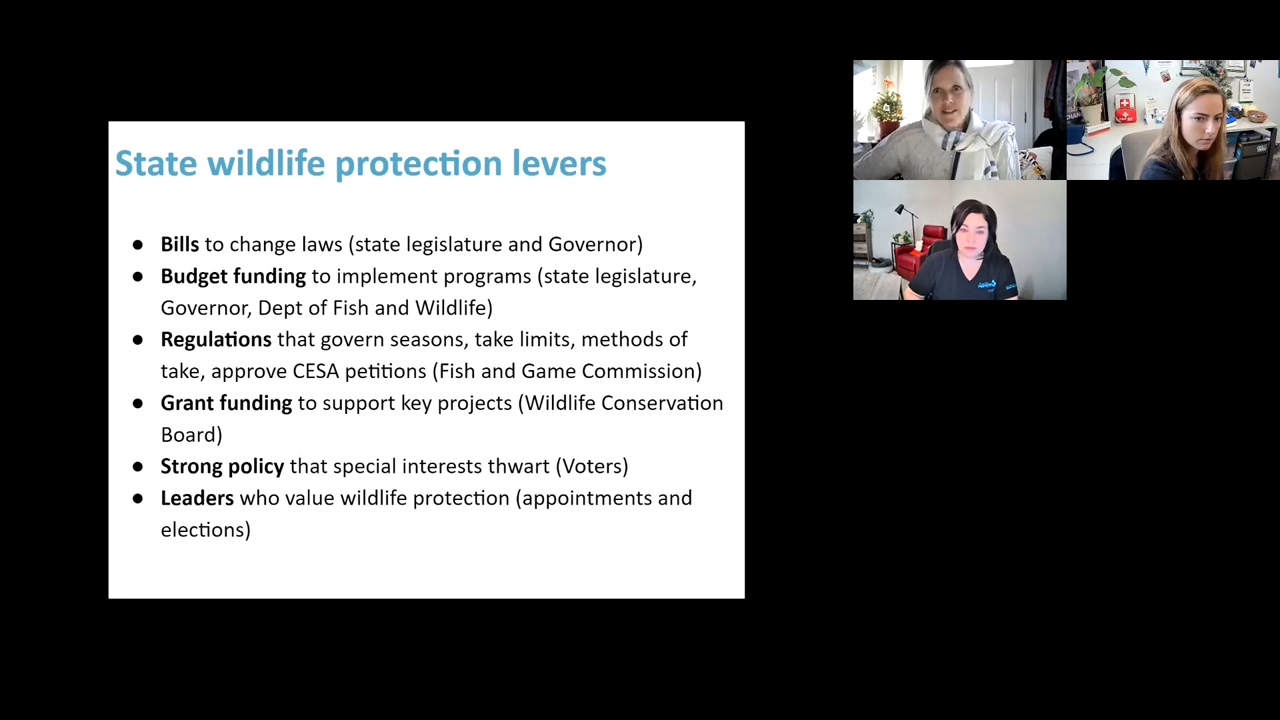 State wildlife protection levers
● Bills to change laws (state legislature and Governor)
● Budget funding to implement programs (state legislature,
Governor, Dept of Fish and Wildlife)
● Regulations that govern seasons, take limits, methods of
take, approve CESA petitions (Fish and Game Commission)
● Grant funding to support key projects (Wildlife Conservation
Board)
● Strong policy that special interests thwart (Voters)
● Leaders who value wildlife protection (appointments and
elections)